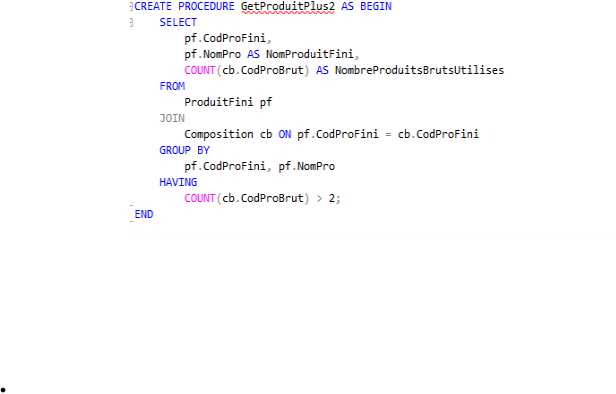 CREATE PROCEDURE GetProduitPlus2 AS BEGIN
SELECT
pf.CodProFini,
pf.NomPro AS NomProduitFini,
COUNT(cb.CodProBrut) AS NombreProduitsBrutsUtilises
FROM
ProduitFini pf
JOIN
Composition cb ON pf.CodProFini = cb.CodProFini
GROUP BY
pf.CodProFini, pf.NomPro
HAVING
COUNT(cb.CodProBrut) > 2;
END